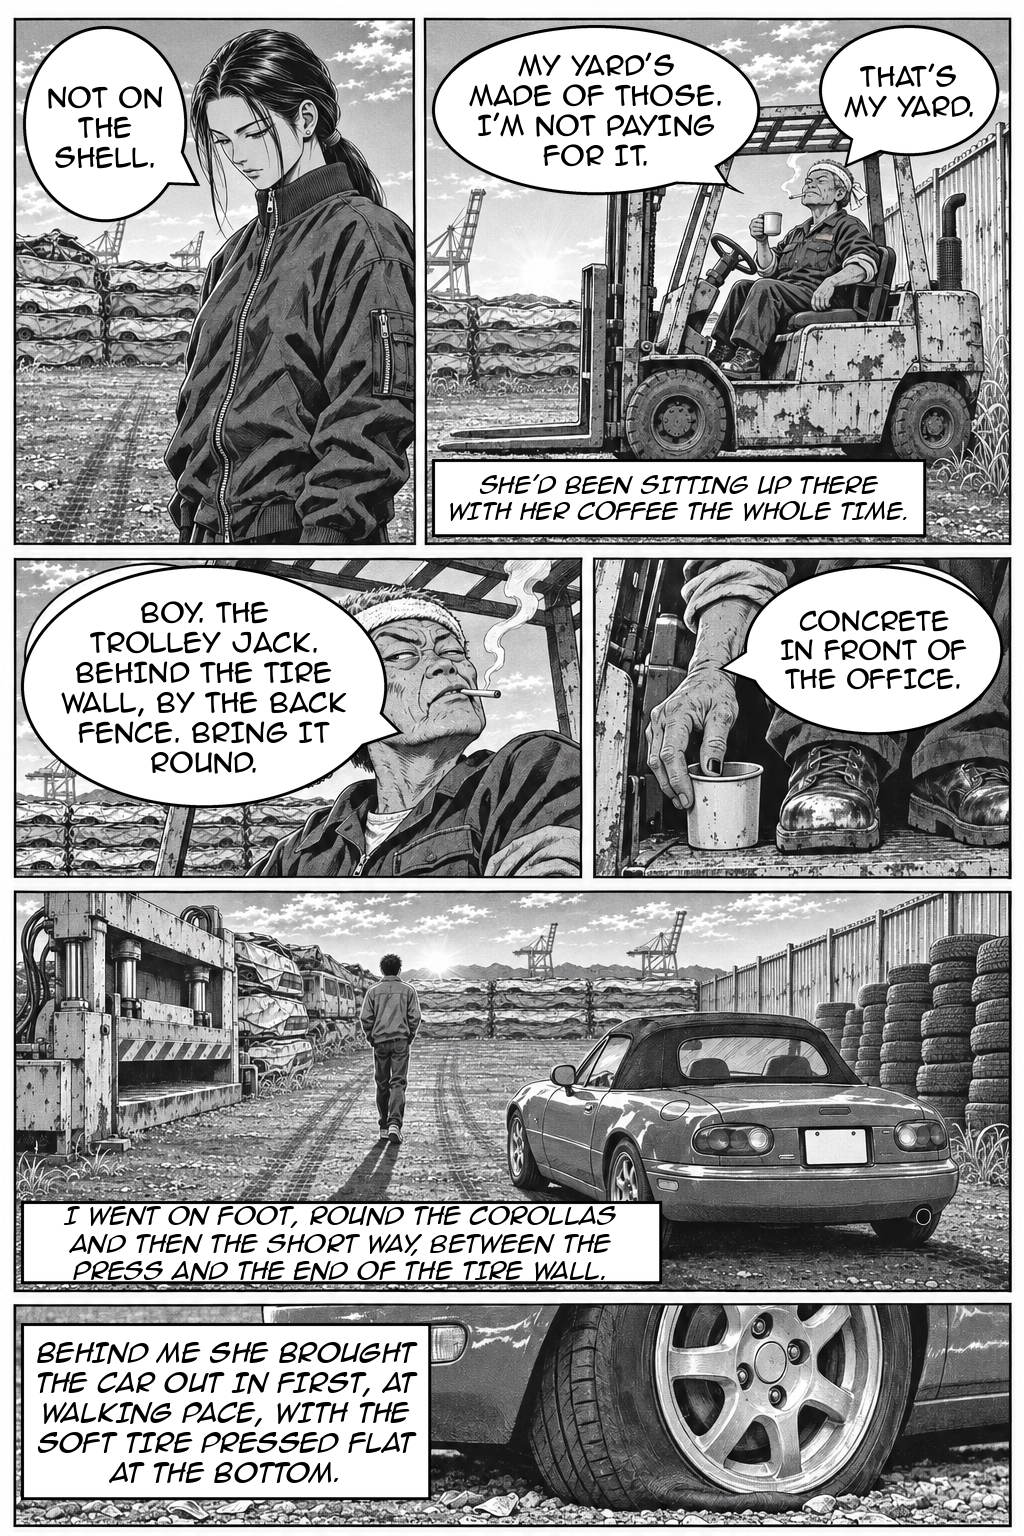 NOT ON
THE
SHELL.
MY YARD'S
MADE OF THOSE.
I'M NOT PAYING
FOR IT.
THAT'S
MY YARD.
SHE'D BEEN SITTING UP THERE
WITH HER COFFEE THE WHOLE TIME.
BOY. THE
TROLLEY JACK.
BEHIND THE TIRE
WALL, BY THE BACK
FENCE. BRING IT
ROUND.
CONCRETE
IN FRONT OF
THE OFFICE.
I WENT ON FOOT, ROUND THE COROLLAS
AND THEN THE SHORT WAY, BETWEEN THE
PRESS AND THE END OF THE TIRE WALL.
BEHIND ME SHE BROUGHT
THE CAR OUT IN FIRST, AT
WALKING PACE, WITH THE
SOFT TIRE PRESSED FLAT
AT THE BOTTOM.